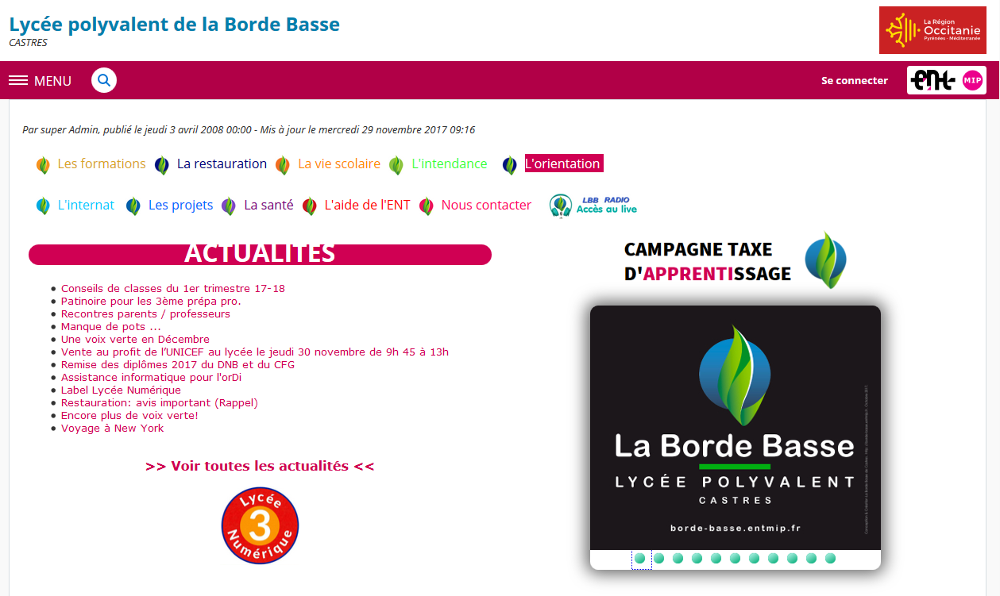 Lycée polyvalent de la Borde Basse
CASTRES
La Région
Occitanie
Pyrénées - Méditerranée
MENU
Se connecter
ent MIP
Par super Admin, publié le jeudi 3 avril 2008 00:00 - Mis à jour le mercredi 29 novembre 2017 09:16
Les formations La restauration La vie scolaire L'intendance L'orientation
L'internat Les projets La santé L'aide de l'ENT Nous contacter LBB RADIO
Accès au live
ACTUALITÉS
Conseils de classes du 1er trimestre 17-18
Patinoire pour les 3ème prépa pro.
Recontres parents / professeurs
Manque de pots ...
Une voix verte en Décembre
Vente au profit de l’UNICEF au lycée le jeudi 30 novembre de 9h 45 à 13h
Remise des diplômes 2017 du DNB et du CFG
Assistance informatique pour l'orDi
Label Lycée Numérique
Restauration: avis important (Rappel)
Encore plus de voix verte!
Voyage à New York
>> Voir toutes les actualités <<
Lycée
3
Numérique
CAMPAGNE TAXE
D'APPRENTISSAGE
La Borde Basse
LYCÉE POLYVALENT
CASTRES
borde-basse.entmip.fr